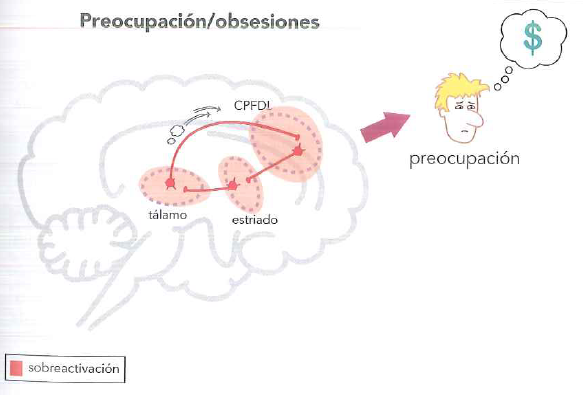 Preocupación/obsesiones
$
CPFDL
preocupación
tálamo
estriado
sobreactivación